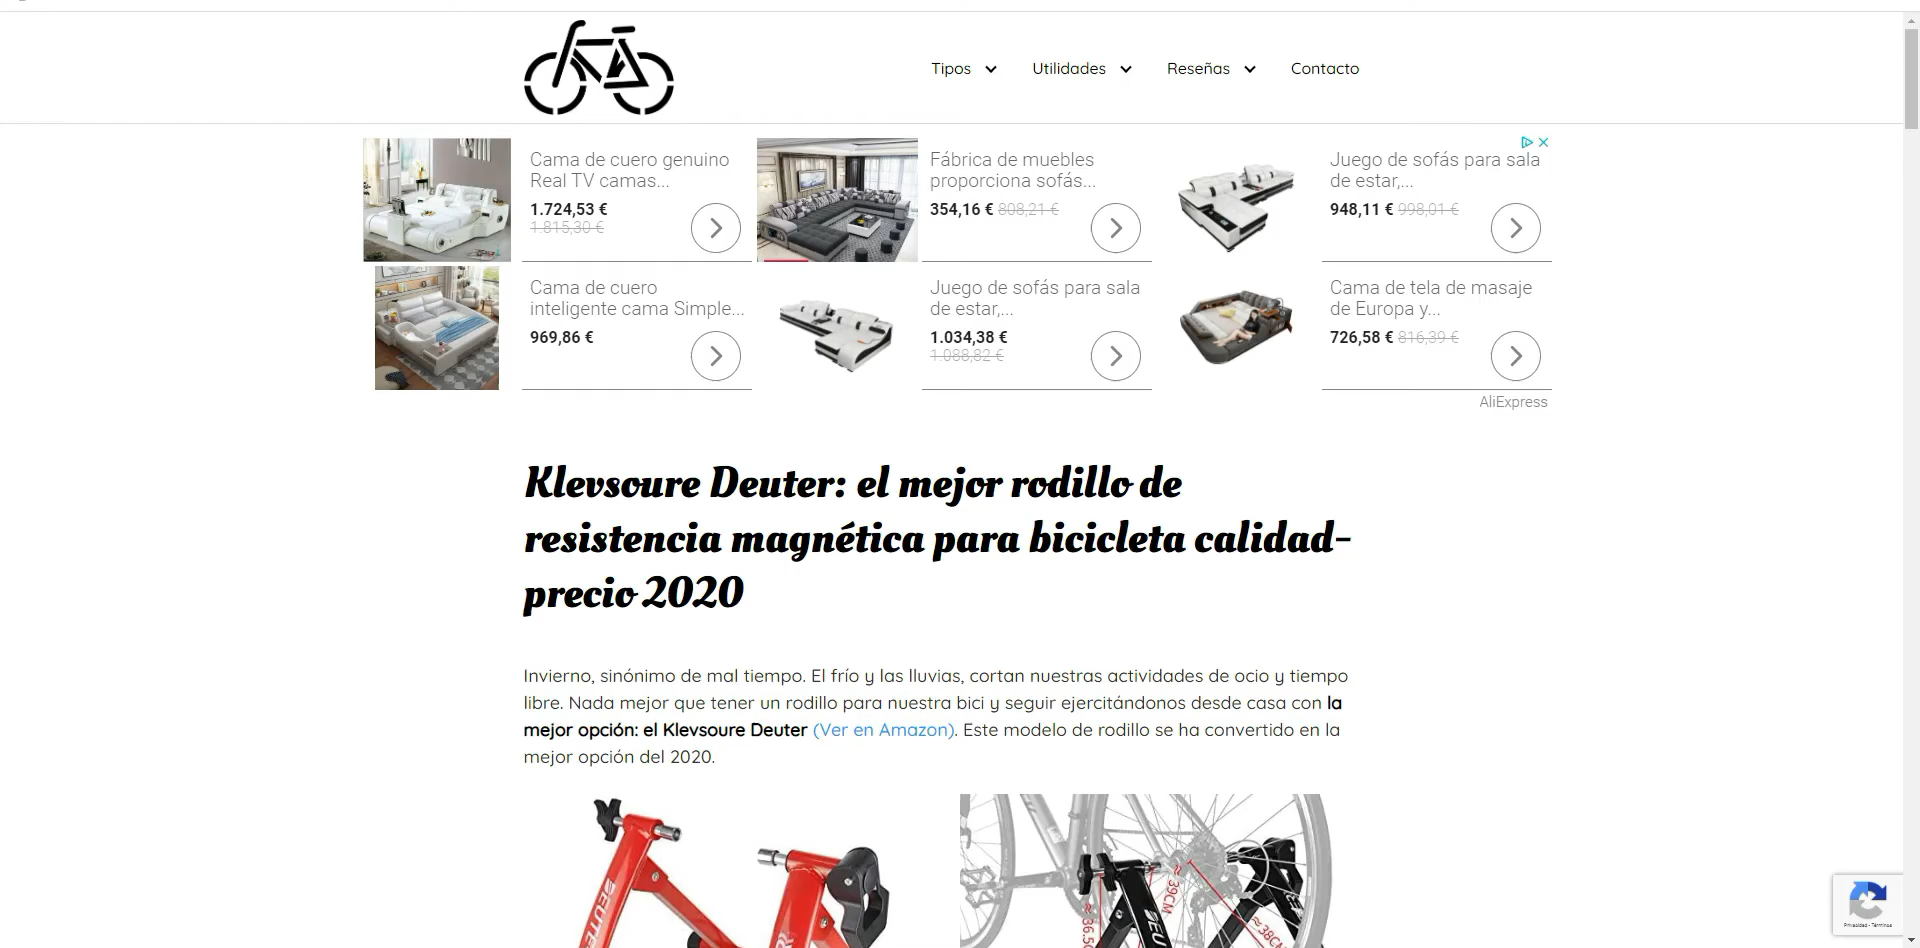 Tipos
Utilidades
Reseñas
Contacto
Cama de cuero genuino
Real TV camas...
1.724,53 €
1.815,30 €
Fábrica de muebles
proporciona sofás...
354,16 € 808,21 €
Juego de sofás para sala
de estar,...
948,11 € 998,01 €
Cama de cuero
inteligente cama Simple...
969,86 €
Juego de sofás para sala
de estar,...
1.034,38 €
1.088,82 €
Cama de tela de masaje
de Europa y...
726,58 € 816,39 €
AliExpress
Klevsoure Deuter: el mejor rodillo de
resistencia magnética para bicicleta calidad-
precio 2020
Invierno, sinónimo de mal tiempo. El frío y las lluvias, cortan nuestras actividades de ocio y tiempo
libre. Nada mejor que tener un rodillo para nuestra bici y seguir ejercitándonos desde casa con la
mejor opción: el Klevsoure Deuter (Ver en Amazon). Este modelo de rodillo se ha convertido en la
mejor opción del 2020.
≈39CM
≈38CM
Privacidad - Términos